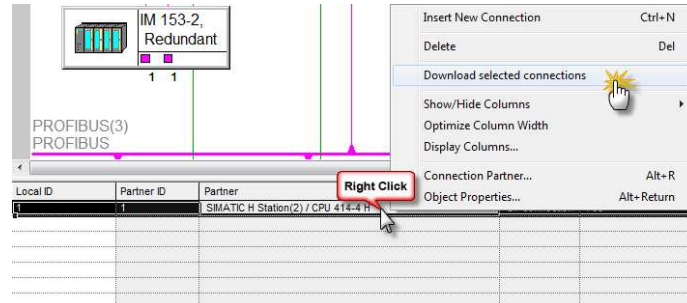 IM 153-2,
Redundant
1 1
PROFIBUS(3)
PROFIBUS
Insert New Connection Ctrl+N
Delete Del
Download selected connections
Show/Hide Columns
Optimize Column Width
Display Columns...
Connection Partner... Alt+R
Object Properties... Alt+Return
Right Click
Local ID Partner ID Partner
1 1 SIMATIC H Station(2) / CPU 414-4 H